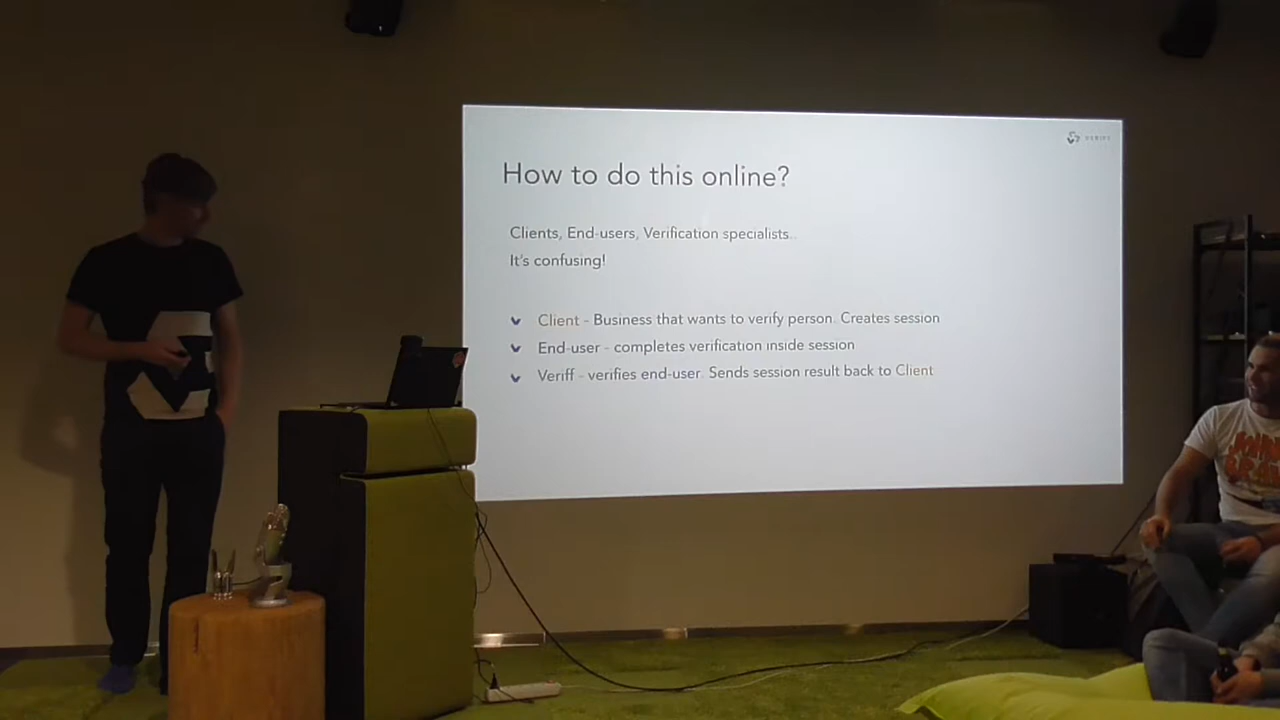 VERIFF
How to do this online?
Clients, End-users, Verification specialists..
It's confusing!
Client - Business that wants to verify person. Creates session
End-user - completes verification inside session
Veriff - verifies end-user. Sends session result back to Client